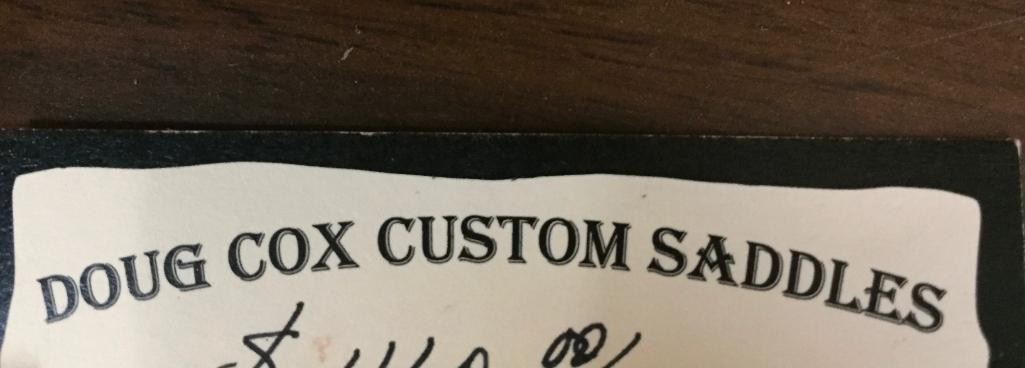 DOUG COX CUSTOM SADDLES